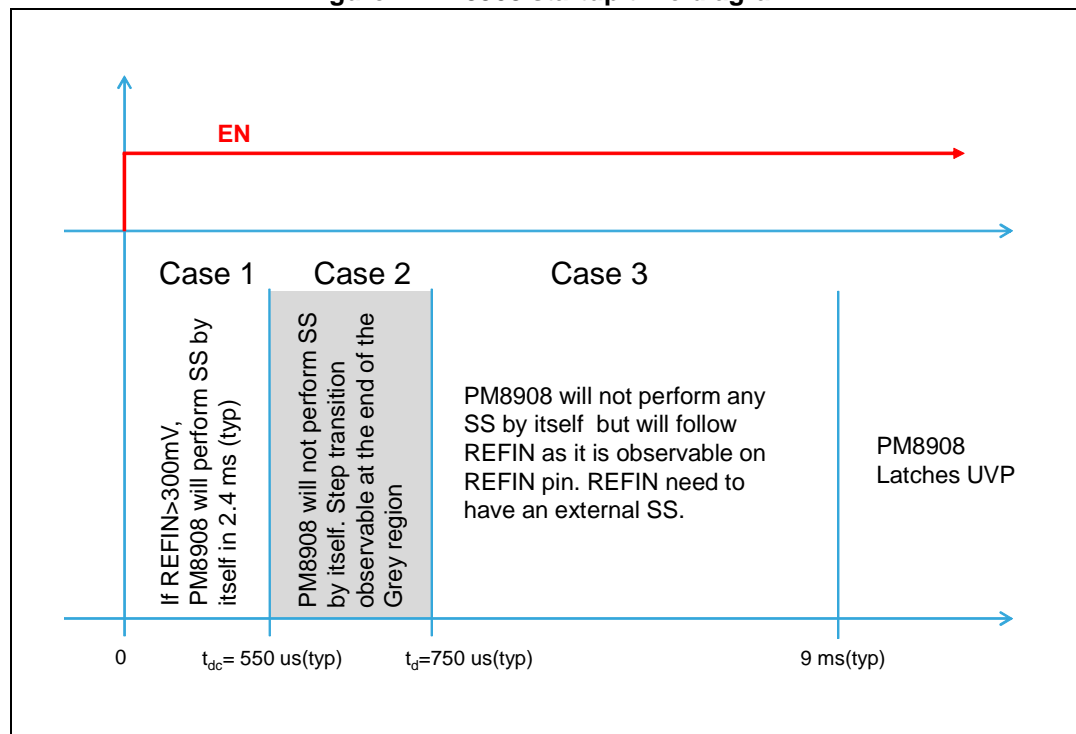 EN
Case 1
Case 2
Case 3
If REFIN>300mV,
PM8908 will perform SS by
itself in 2.4 ms (typ)
PM8908 will not perform SS
by itself. Step transition
observable at the end of the
Grey region
PM8908 will not perform any
SS by itself but will follow
REFIN as it is observable on
REFIN pin. REFIN need to
have an external SS.
PM8908
Latches UVP
0
tdc= 550 us(typ)
td=750 us(typ)
9 ms(typ)